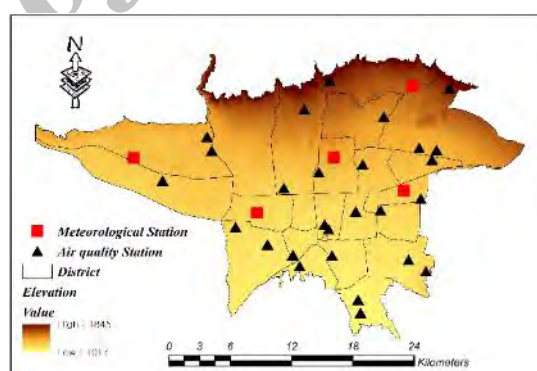 N
Meteorological Station
Air quality Station
District
Elevation
Value
0 3 6 12 18 24
Kilometers